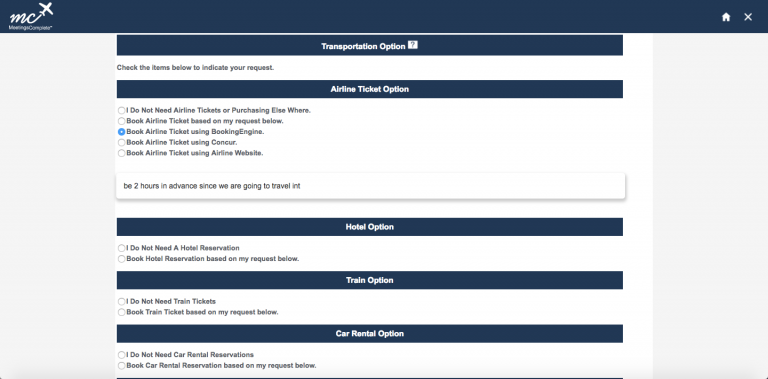 mc
MeetingsComplete™
Transportation Option ?
Check the items below to indicate your request.
Airline Ticket Option
I Do Not Need Airline Tickets or Purchasing Else Where.
Book Airline Ticket based on my request below.
Book Airline Ticket using BookingEngine.
Book Airline Ticket using Concur.
Book Airline Ticket using Airline Website.
be 2 hours in advance since we are going to travel int
Hotel Option
I Do Not Need A Hotel Reservation
Book Hotel Reservation based on my request below.
Train Option
I Do Not Need Train Tickets
Book Train Ticket based on my request below.
Car Rental Option
I Do Not Need Car Rental Reservations
Book Car Rental Reservation based on my request below.